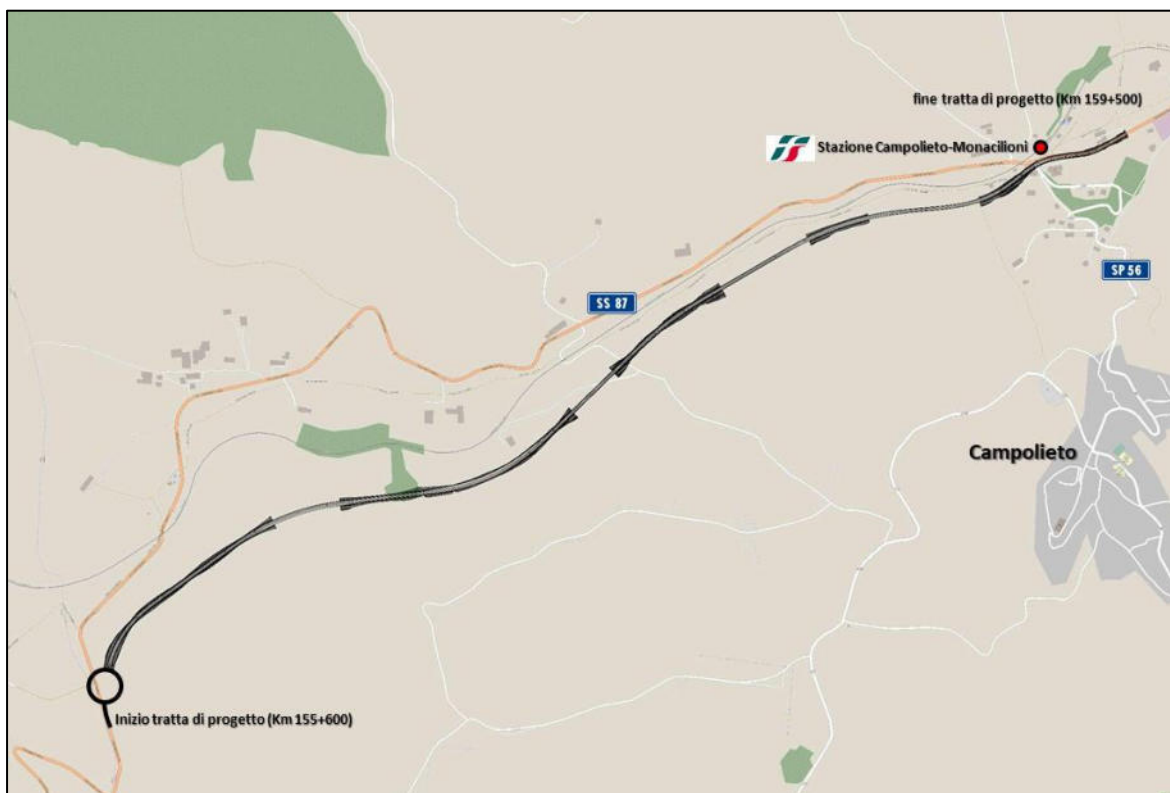 fine tratta di progetto (Km 159+500)
Stazione Campolieto-Monacilioni
SP 56
SS 87
Campolieto
Inizio tratta di progetto (Km 155+600)